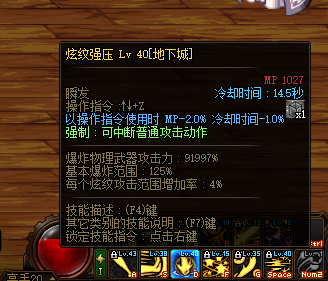 炫纹强压 Lv 40[地下城]
MP 1027
瞬发 冷却时间：14.5秒
操作指令 :↑↓+Z
x1
以操作指令使用时 MP-2.0% 冷却时间-1.0%
强制：可中断普通攻击动作
爆炸物理武器攻击力：91997%
基本爆炸范围：125%
每个炫纹攻击范围增加率：4%
技能描述：(F4)键
其它类别的技能说明：(F7)键
锁定技能指令：点击右键
Ctrl
Lv.43 Lv.45 Lv.40 Lv.40 Lv.35 Lv.40
A S D F G Space Num2
高手20